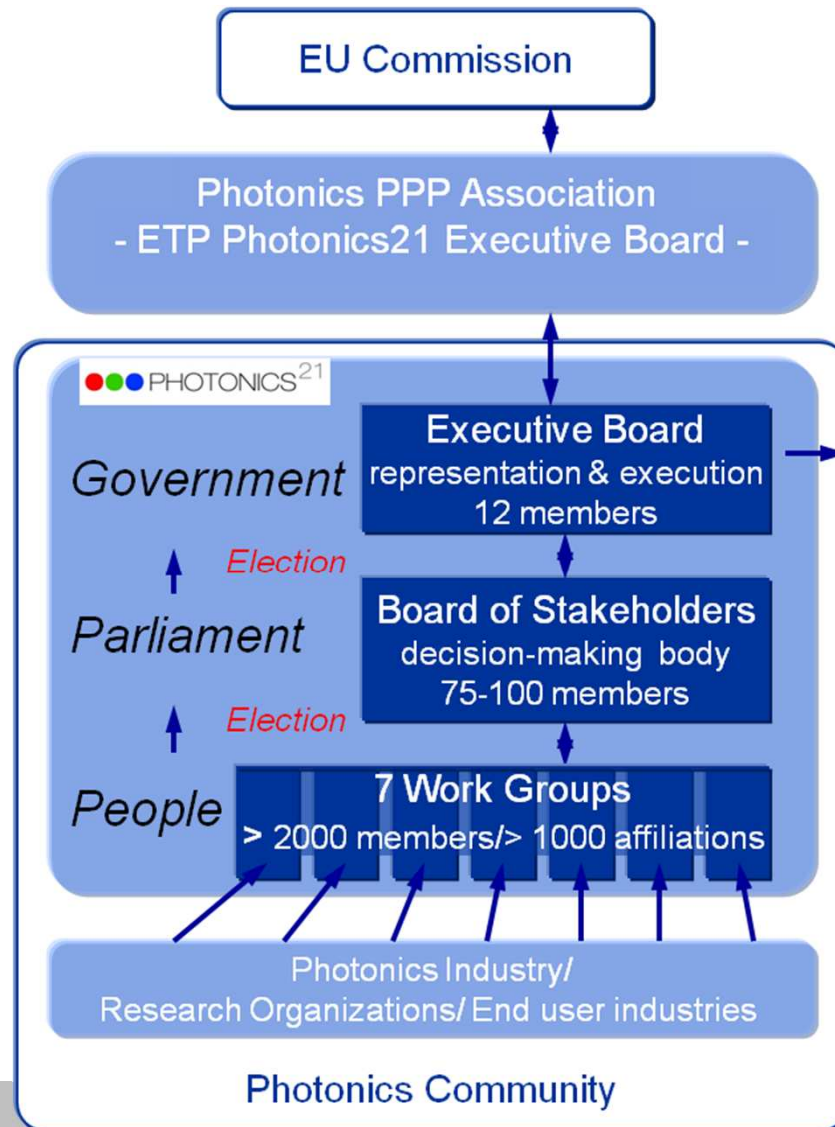 EU Commission
Photonics PPP Association
- ETP Photonics21 Executive Board -
PHOTONICS²¹
Government
Executive Board
representation & execution
12 members
Election
Parliament
Board of Stakeholders
decision-making body
75-100 members
Election
People
7 Work Groups
> 2000 members/> 1000 affiliations
Photonics Industry/
Research Organizations/ End user industries
Photonics Community